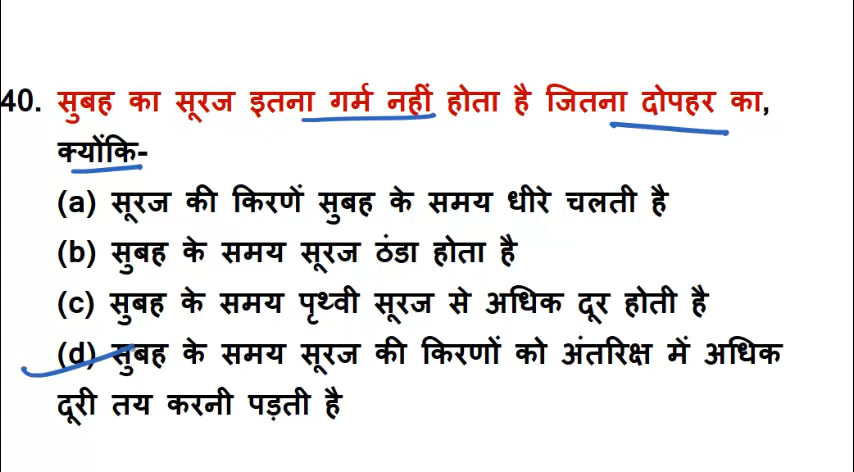 40. सुबह का सूरज इतना गर्म नहीं होता है जितना दोपहर का,
क्योंकि-
(a) सूरज की किरणें सुबह के समय धीरे चलती है
(b) सुबह के समय सूरज ठंडा होता है
(c) सुबह के समय पृथ्वी सूरज से अधिक दूर होती है
(d) सुबह के समय सूरज की किरणों को अंतरिक्ष में अधिक
दूरी तय करनी पड़ती है